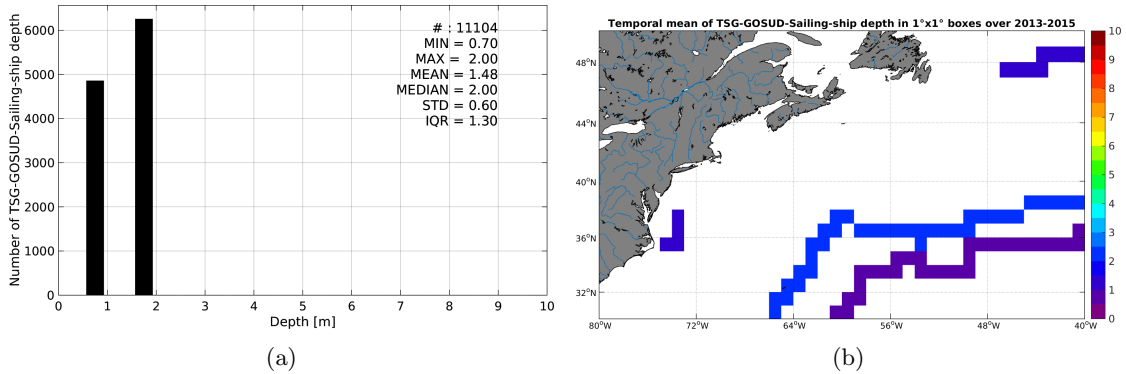 Number of TSG-GOSUD-Sailing-ship depth
6000
5000
4000
3000
2000
1000
0
# : 11104
MIN = 0.70
MAX = 2.00
MEAN = 1.48
MEDIAN = 2.00
STD = 0.60
IQR = 1.30
0 1 2 3 4 5 6 7 8 9 10
Depth [m]
(a)
Temporal mean of TSG-GOSUD-Sailing-ship depth in 1°x1° boxes over 2013-2015
48°N
44°N
40°N
36°N
32°N
80°W 72°W 64°W 56°W 48°W 40°W
10
9
8
7
6
5
4
3
2
1
0
(b)